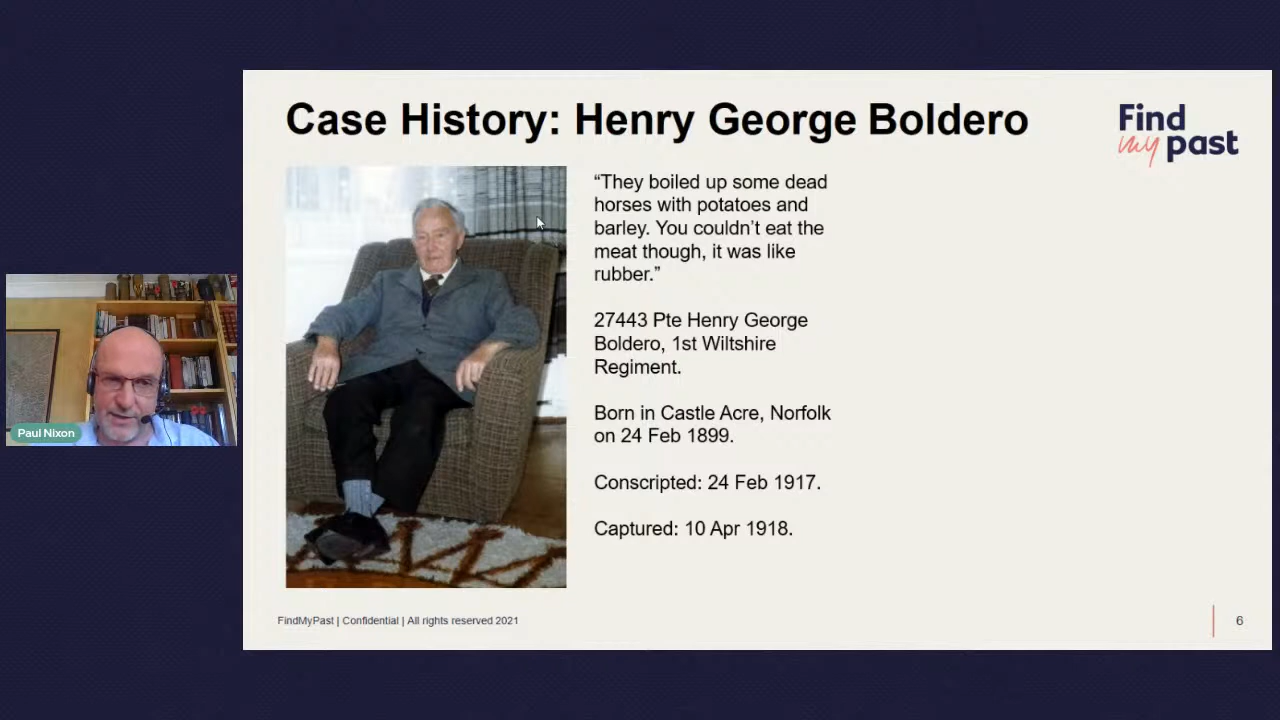 Case History: Henry George Boldero
Find
my past
“They boiled up some dead
horses with potatoes and
barley. You couldn’t eat the
meat though, it was like
rubber.”
27443 Pte Henry George
Boldero, 1st Wiltshire
Regiment.
Born in Castle Acre, Norfolk
on 24 Feb 1899.
Conscripted: 24 Feb 1917.
Captured: 10 Apr 1918.
Paul Nixon
FindMyPast | Confidential | All rights reserved 2021
6